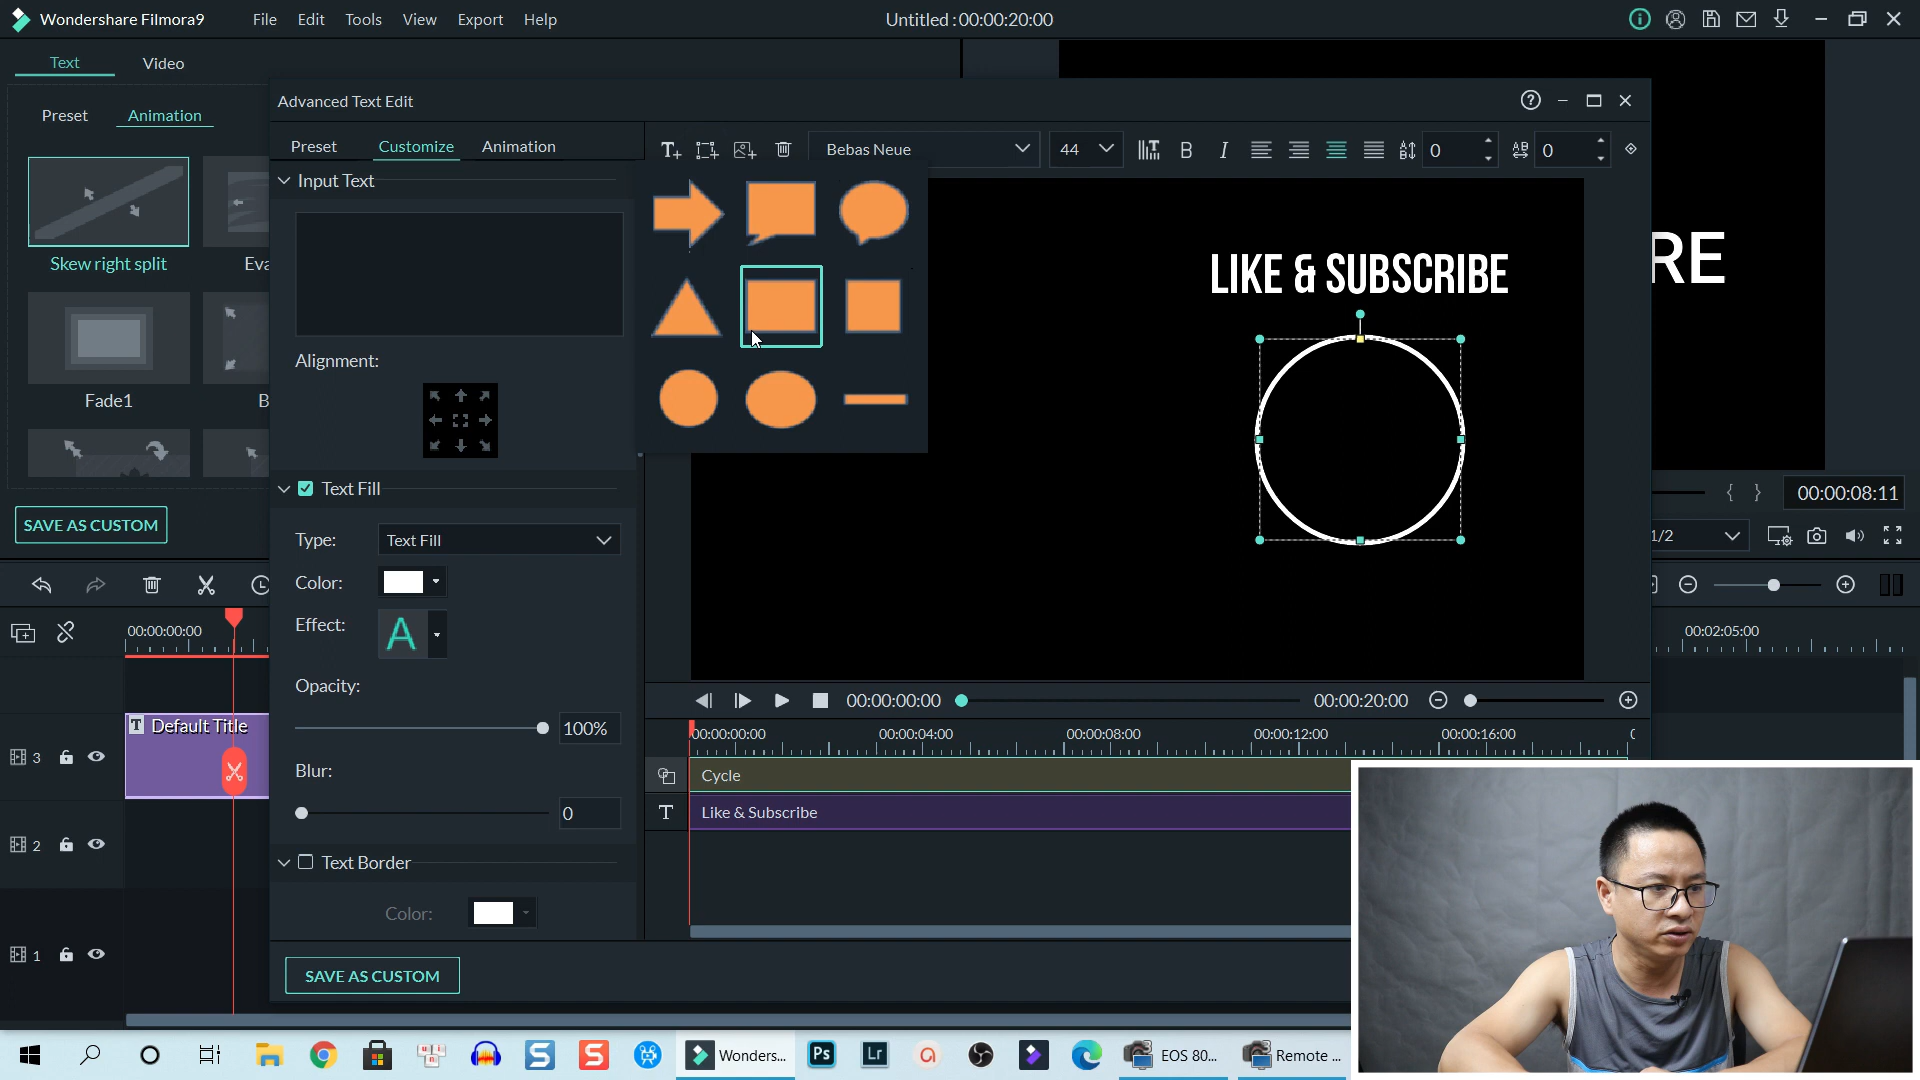 Wondershare Filmora9
File Edit Tools View Export Help
Untitled : 00:00:20:00
Text Video
Preset Animation
Skew right split
Eva
Fade1
B
SAVE AS CUSTOM
Advanced Text Edit
Preset Customize Animation
Bebas Neue 44 B I 0 0
Input Text
Alignment:
Text Fill
Type: Text Fill
Color:
Effect: A
Opacity:
100%
Blur:
0
Text Border
Color:
SAVE AS CUSTOM
LIKE & SUBSCRIBE
RE
{ } 00:00:08:11
1/2
00:00:00:00 00:00:20:00
00:00:00:00 00:00:04:00 00:00:08:00 00:00:12:00 00:00:16:00
Cycle
T Like & Subscribe
00:00:00:00
00:02:05:00
T Default Title
3
2
1
Wonders...
Ps
Lr
EOS 80...
Remote ...